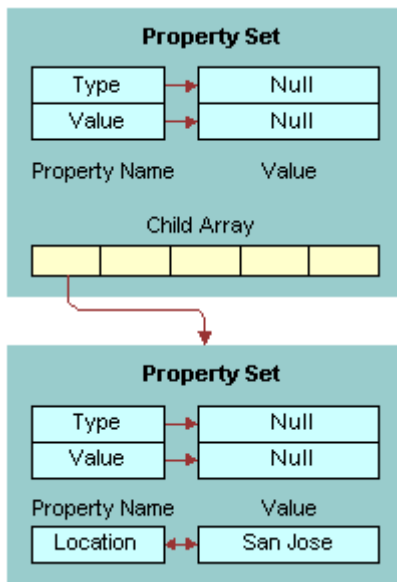 Property Set
Type Null
Value Null
Property Name Value
Child Array
Property Set
Type Null
Value Null
Property Name Value
Location San Jose